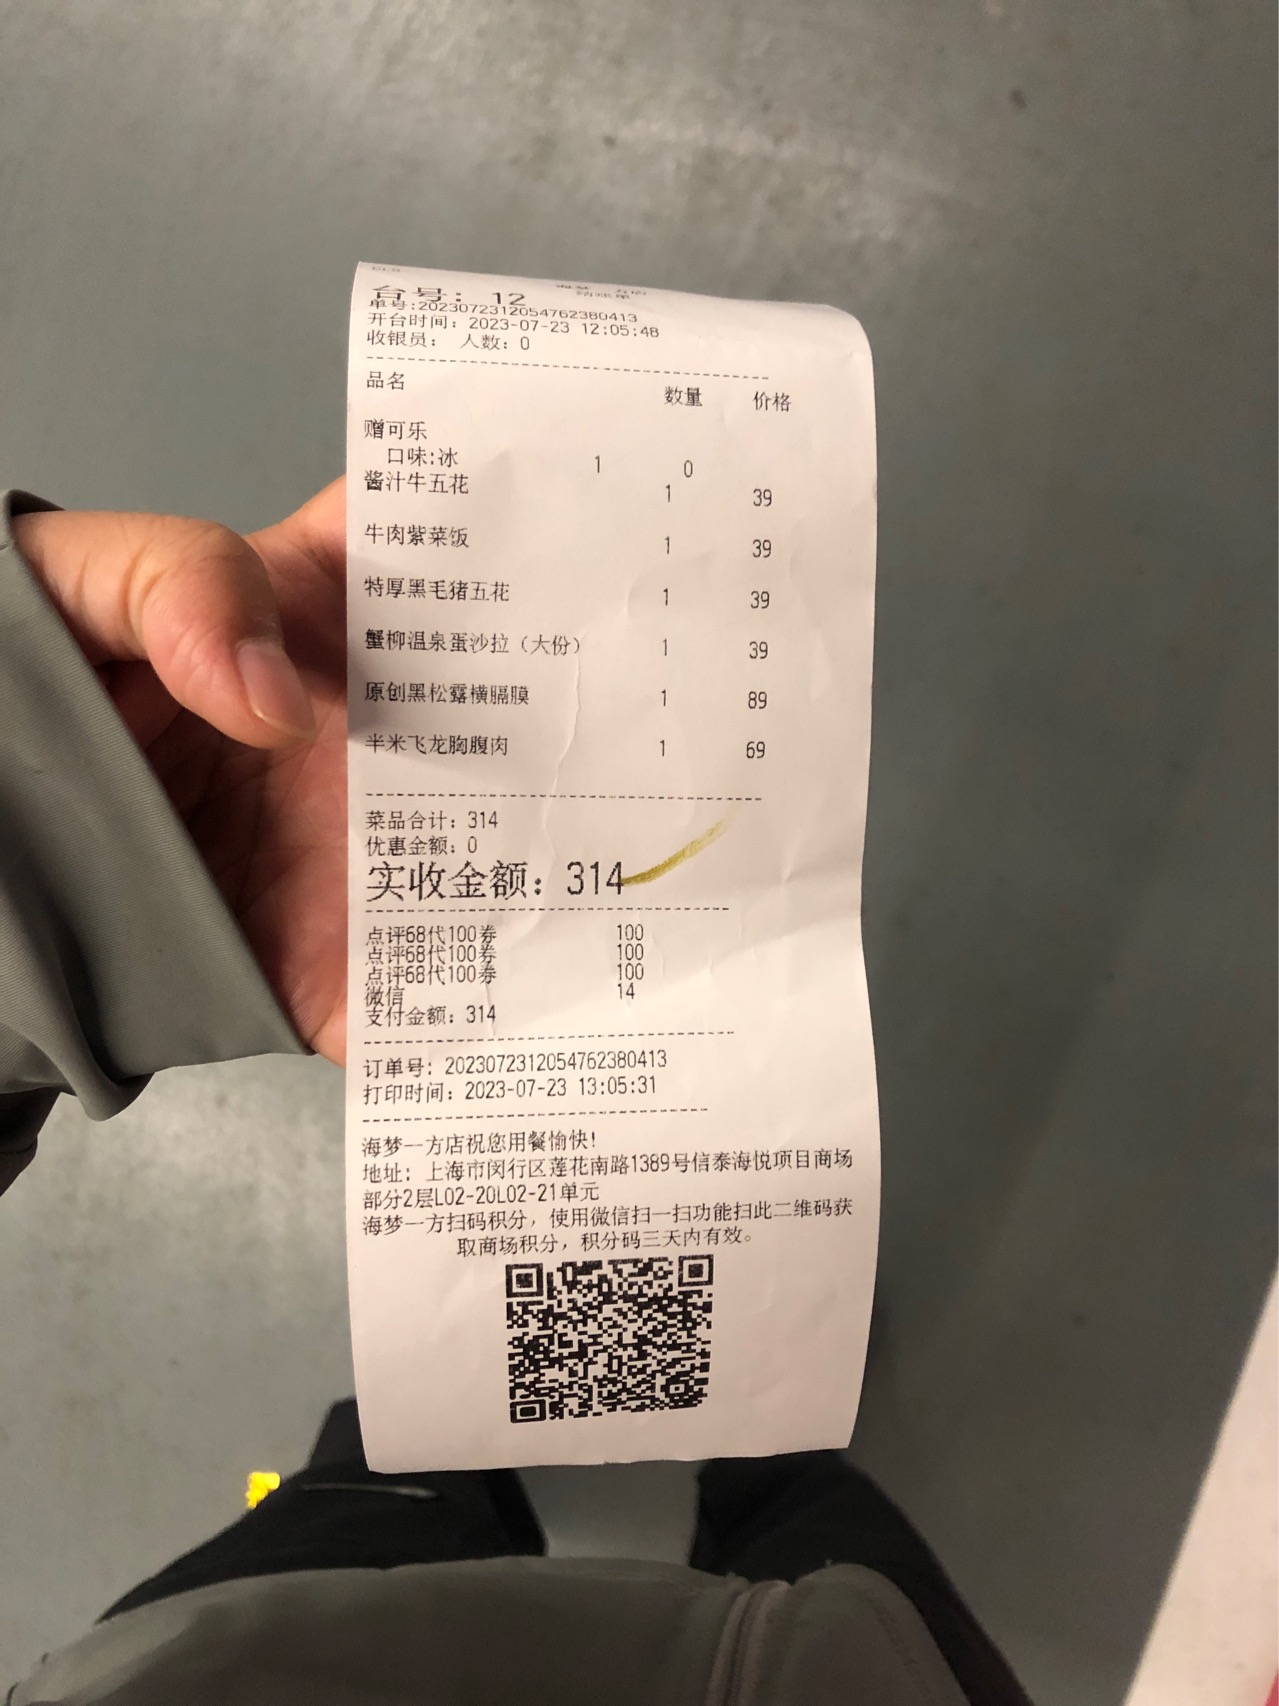 台号：12
单号:2023072312054762380413
开台时间：2023-07-23 12:05:48
收银员： 人数：0
品名 数量 价格
赠可乐
口味:冰 1 0
酱汁牛五花 1 39
牛肉紫菜饭 1 39
特厚黑毛猪五花 1 39
蟹柳温泉蛋沙拉（大份） 1 39
原创黑松露横膈膜 1 89
半米飞龙胸腹肉 1 69
菜品合计：314
优惠金额：0
实收金额：314
点评68代100券 100
点评68代100券 100
点评68代100券 100
微信 14
支付金额：314
订单号：2023072312054762380413
打印时间：2023-07-23 13:05:31
海梦一方店祝您用餐愉快!
地址：上海市闵行区莲花南路1389号信泰海悦项目商场
部分2层L02-20L02-21单元
海梦一方扫码积分，使用微信扫一扫功能扫此二维码获
取商场积分，积分码三天内有效。